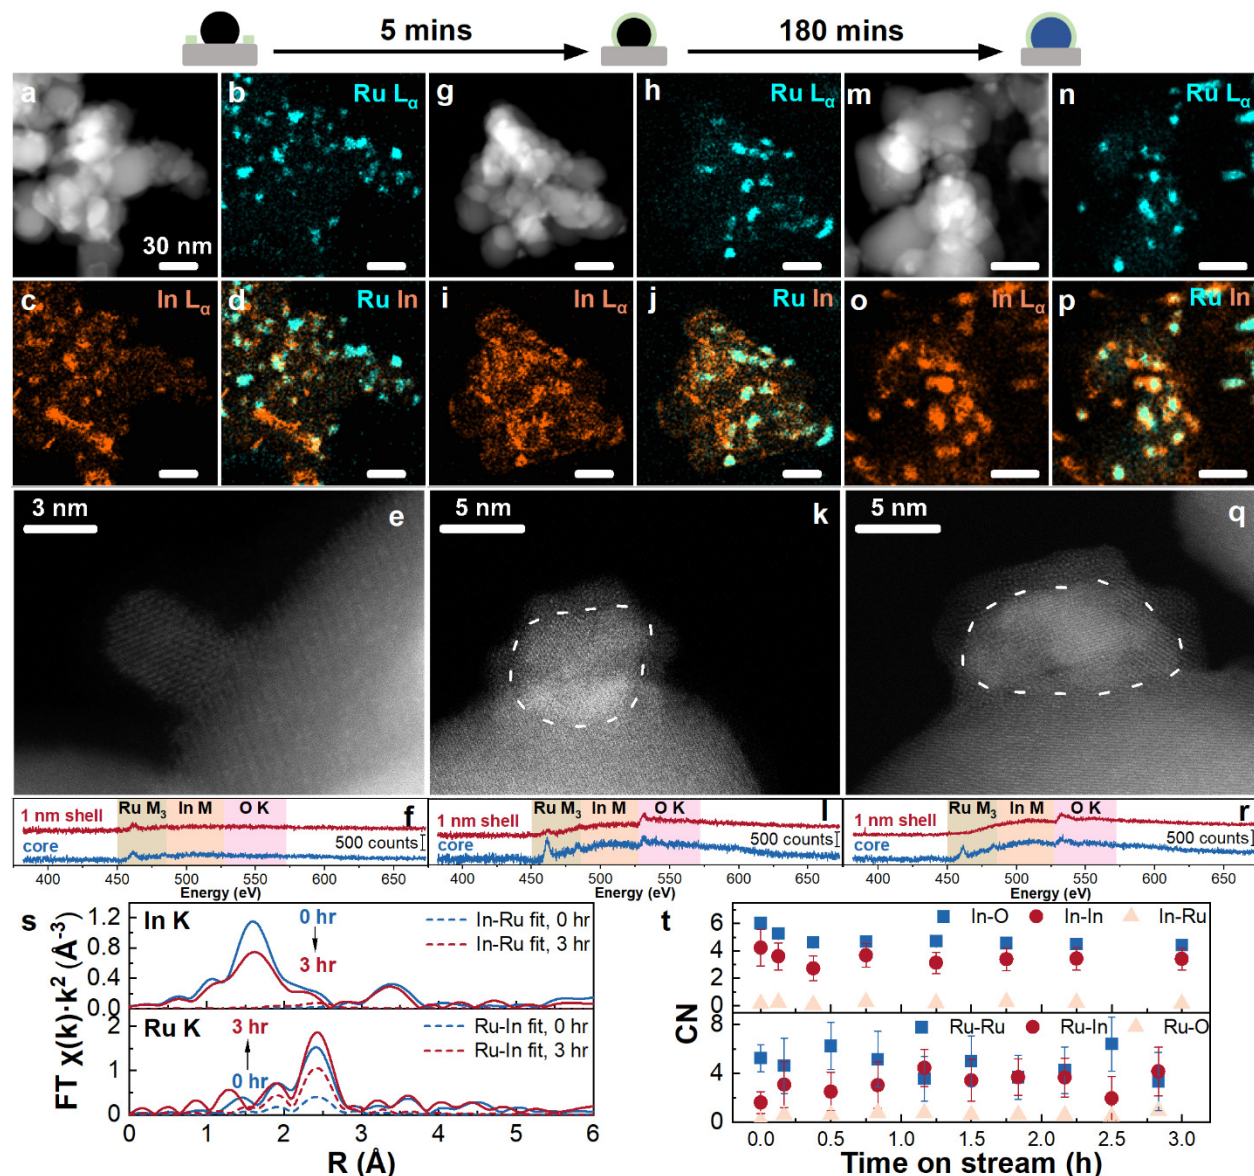 5 mins
180 mins
a
30 nm
b
Ru Lα
g
h
Ru Lα
m
n
Ru Lα
c
In Lα
d
Ru In
i
In Lα
j
Ru In
o
In Lα
p
Ru In
3 nm
e
5 nm
k
5 nm
q
1 nm shell
core
Ru M3
In M
O K
f
500 counts
400 450 500 550 600 650
Energy (eV)
Ru M3
In M
O K
l
500 counts
400 450 500 550 600 650
Energy (eV)
Ru M3
In M
O K
r
500 counts
400 450 500 550 600 650
Energy (eV)
s
In K
0 hr
3 hr
In-Ru fit, 0 hr
In-Ru fit, 3 hr
1.2
0.8
0.4
0.0
Ru K
3 hr
0 hr
Ru-In fit, 0 hr
Ru-In fit, 3 hr
2
1
0
0 1 2 3 4 5 6
FT χ(k)·k² (Å⁻³)
R (Å)
t
In-O
In-In
In-Ru
6
4
2
0
Ru-Ru
Ru-In
Ru-O
8
4
0
0.0 0.5 1.0 1.5 2.0 2.5 3.0
CN
Time on stream (h)